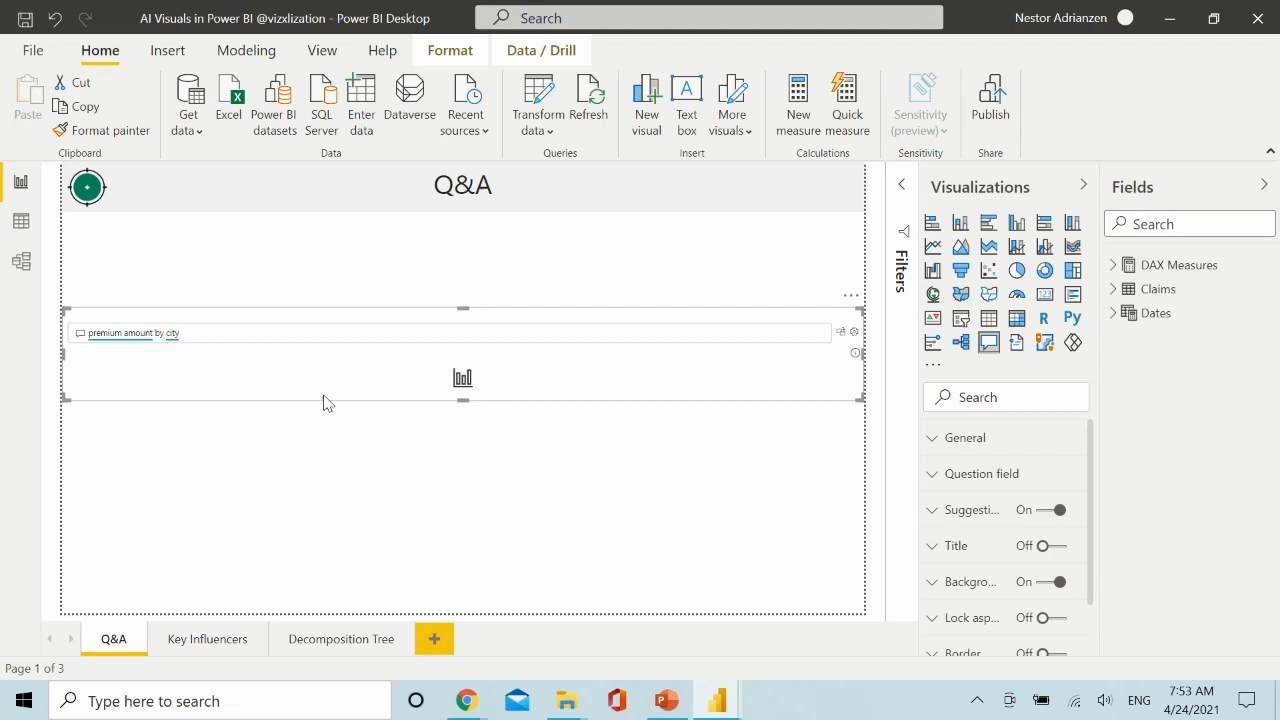 AI Visuals in Power BI @vizxlization - Power BI Desktop
Search
Nestor Adrianzen
File Home Insert Modeling View Help Format Data / Drill
Paste
Cut
Copy
Format painter
Clipboard
Get data
Excel
Power BI datasets
SQL Server
Enter data
Dataverse
Recent sources
Data
Transform data
Refresh
Queries
New visual
Text box
More visuals
Insert
New measure
Quick measure
Calculations
Sensitivity (preview)
Sensitivity
Publish
Share
Q&A
premium amount by city
Filters
Visualizations
R
Py
123
Search
General
Question field
Suggesti... On
Title Off
Backgro... On
Lock asp... Off
Border Off
Fields
Search
DAX Measures
Claims
Dates
Q&A
Key Influencers
Decomposition Tree
Page 1 of 3
Type here to search
ENG
7:53 AM
4/24/2021